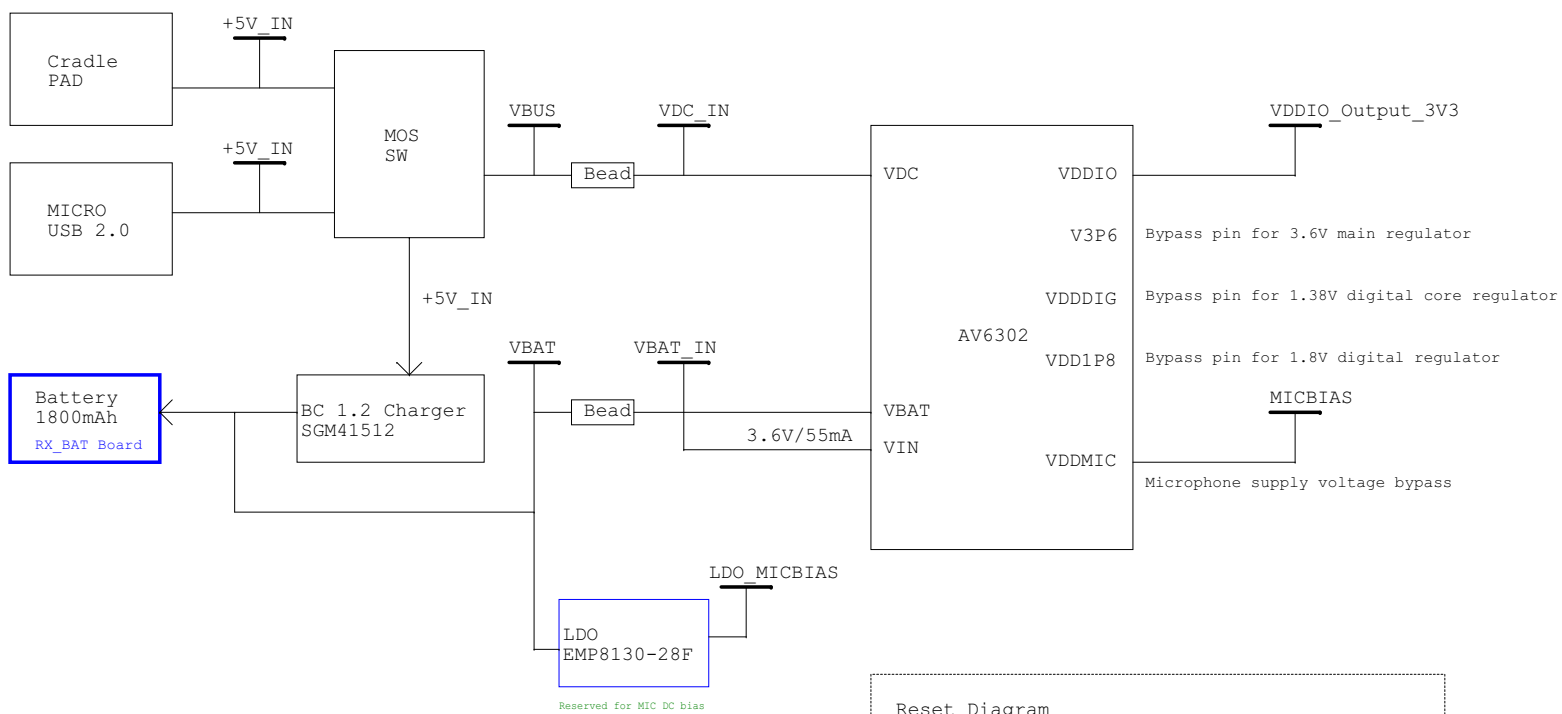 +5V_IN
Cradle
PAD
MOS
SW
+5V_IN
MICRO
USB 2.0
VBUS
VDC_IN
Bead
VDC
VDDIO
VDDIO_Output_3V3
V3P6
Bypass pin for 3.6V main regulator
VDDDIG
Bypass pin for 1.38V digital core regulator
AV6302
VDD1P8
Bypass pin for 1.8V digital regulator
+5V_IN
VBAT
VBAT_IN
Battery
1800mAh
RX_BAT Board
BC 1.2 Charger
SGM41512
Bead
VBAT
3.6V/55mA
VIN
MICBIAS
VDDMIC
Microphone supply voltage bypass
LDO_MICBIAS
LDO
EMP8130-28F
Reserved for MIC DC bias
Reset Diagram